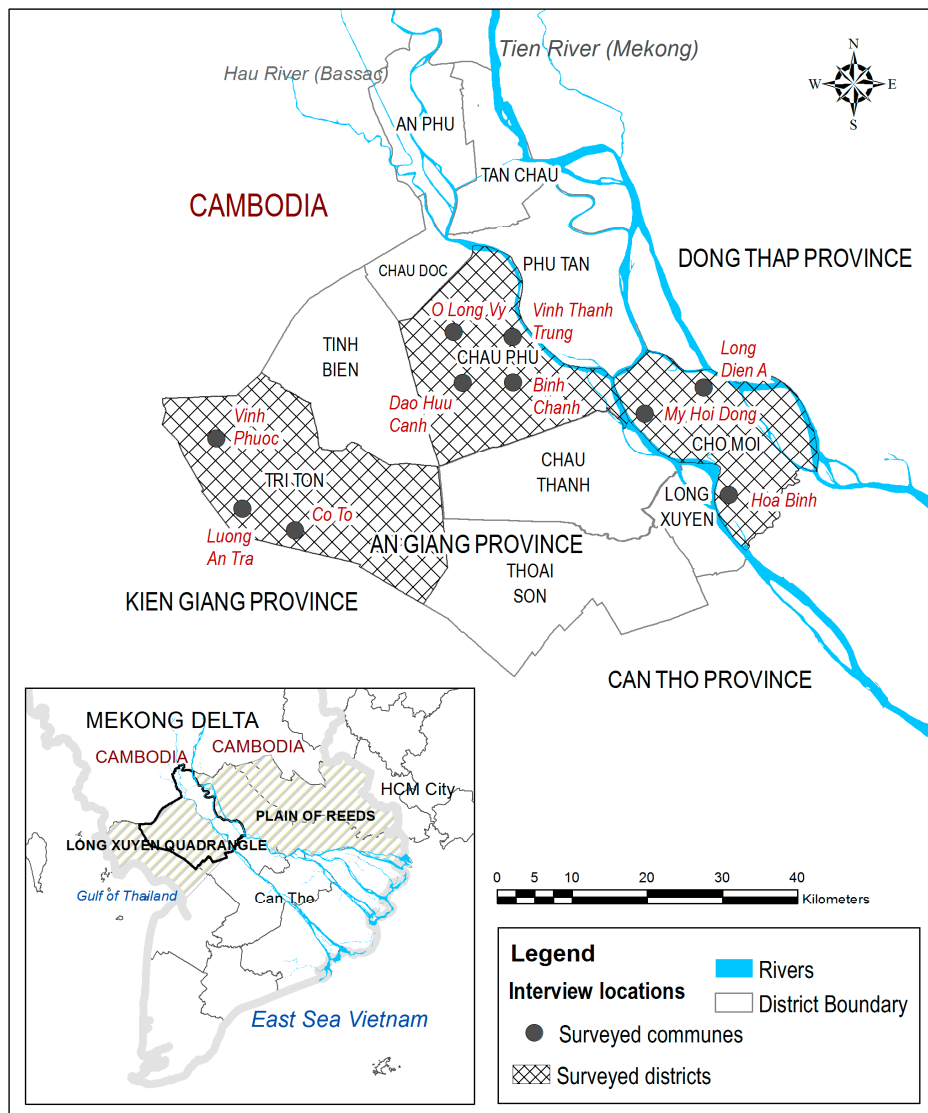 Tien River (Mekong)
Hau River (Bassac)
N
W
E
S
AN PHU
TAN CHAU
CAMBODIA
DONG THAP PROVINCE
PHU TAN
CHAU DOC
O Long Vy
Vinh Thanh
Trung
TINH
BIEN
CHAU PHU
Long
Dien A
Dao Huu
Canh
Binh
Chanh
My Hoi Dong
CHO MOI
Vinh
Phuoc
TRI TON
CHAU
THANH
LONG
XUYEN
Hoa Binh
Co To
Luong
An Tra
AN GIANG PROVINCE
THOAI
SON
KIEN GIANG PROVINCE
CAN THO PROVINCE
MEKONG DELTA
CAMBODIA
CAMBODIA
HCM City
PLAIN OF REEDS
LONG XUYEN QUADRANGLE
Gulf of Thailand
Can Tho
East Sea Vietnam
0 5 10 20 30 40
Kilometers
Legend
Interview locations
Surveyed communes
Surveyed districts
Rivers
District Boundary